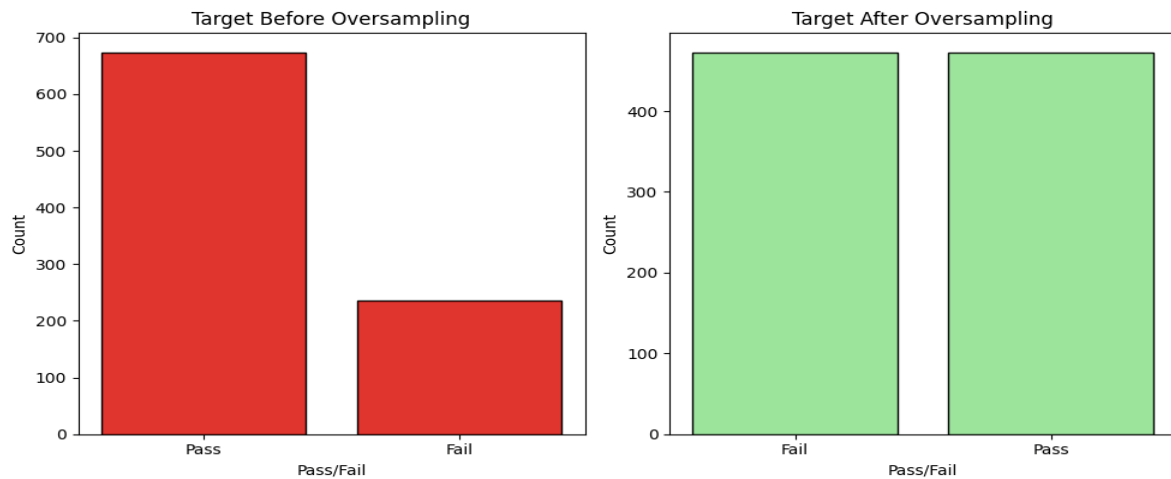 Target Before Oversampling
700
600
500
400
300
200
100
0
Count
Pass Fail
Pass/Fail
Target After Oversampling
400
300
200
100
0
Count
Fail Pass
Pass/Fail